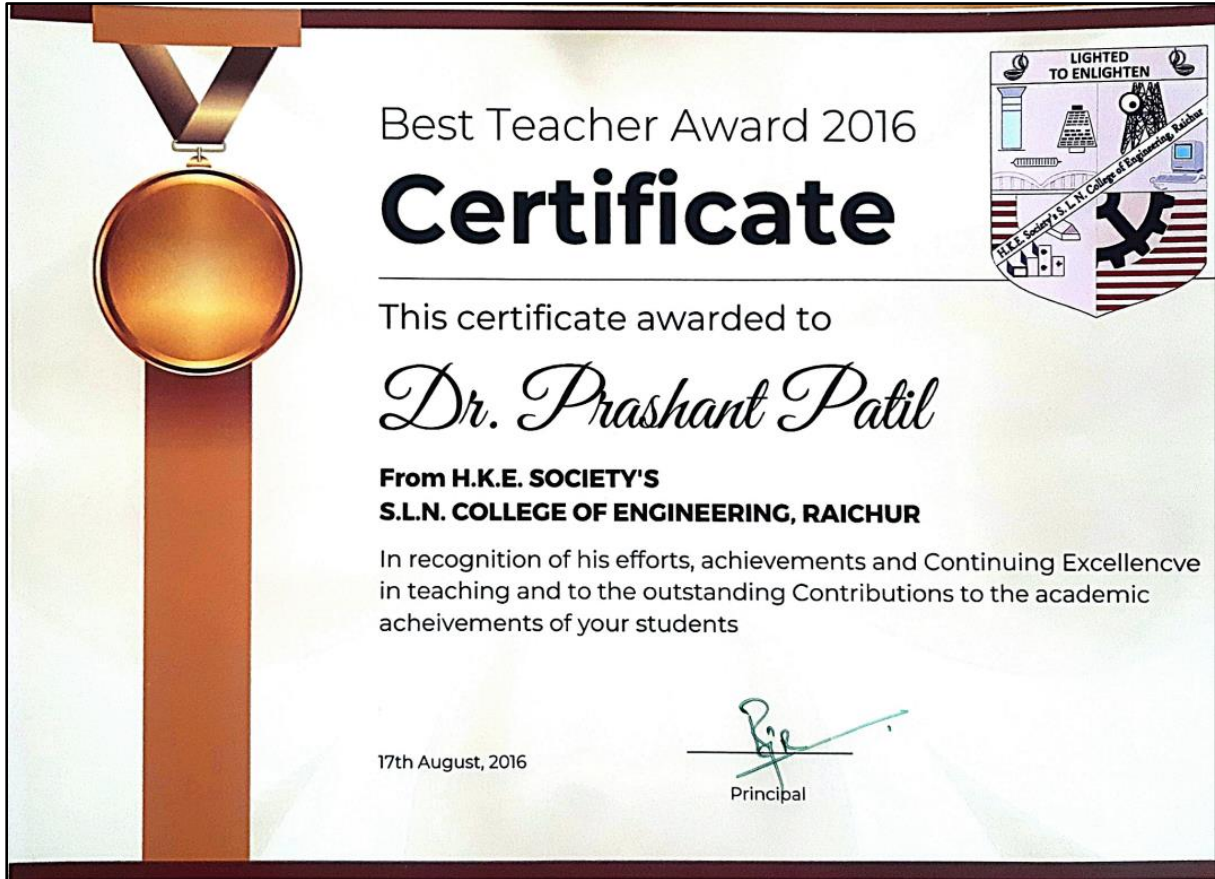 LIGHTED
TO ENLIGHTEN
H.K.E. Society's S. L. N. College of Engineering, Raichur
Best Teacher Award 2016
Certificate
This certificate awarded to
Dr. Prashant Patil
From H.K.E. SOCIETY'S
S.L.N. COLLEGE OF ENGINEERING, RAICHUR
In recognition of his efforts, achievements and Continuing Excellencve
in teaching and to the outstanding Contributions to the academic
acheivements of your students
17th August, 2016
Principal